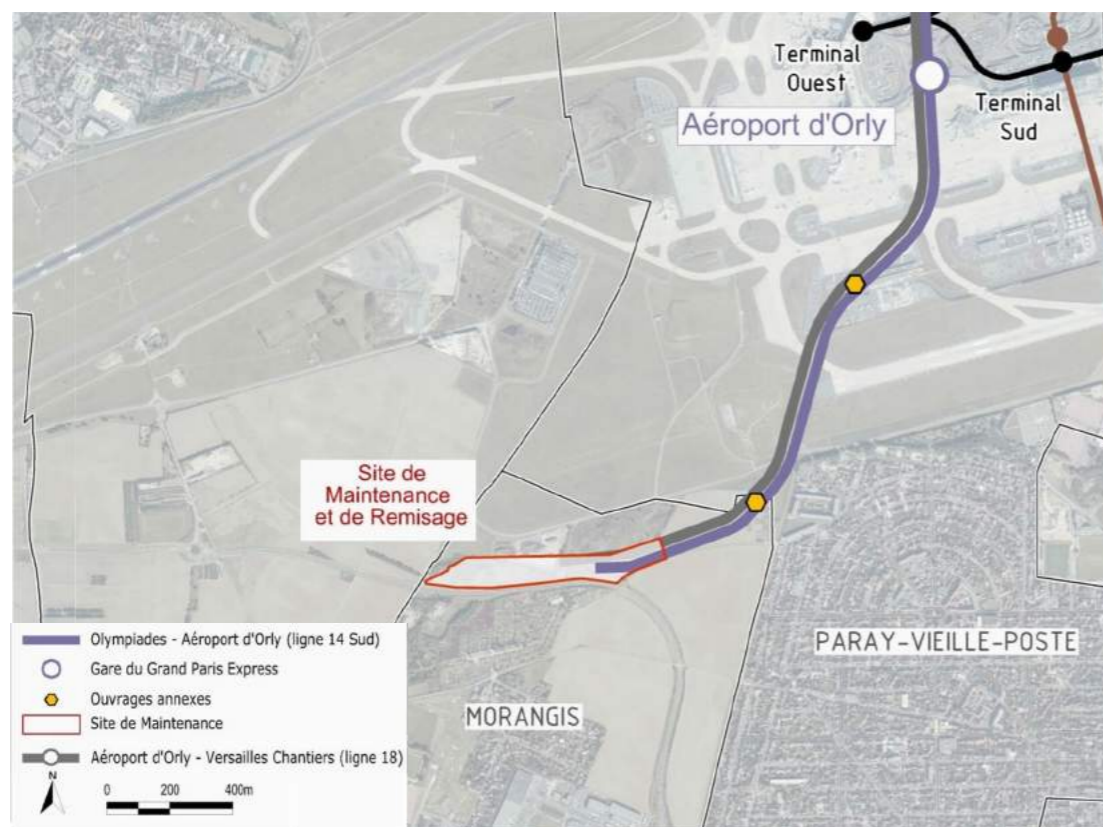 Terminal
Ouest
Terminal
Sud
Aéroport d'Orly
Site de
Maintenance
et de Remisage
PARAY-VIEILLE-POSTE
MORANGIS
Olympiades - Aéroport d'Orly (ligne 14 Sud)
Gare du Grand Paris Express
Ouvrages annexes
Site de Maintenance
Aéroport d'Orly - Versailles Chantiers (ligne 18)
N
0 200 400m